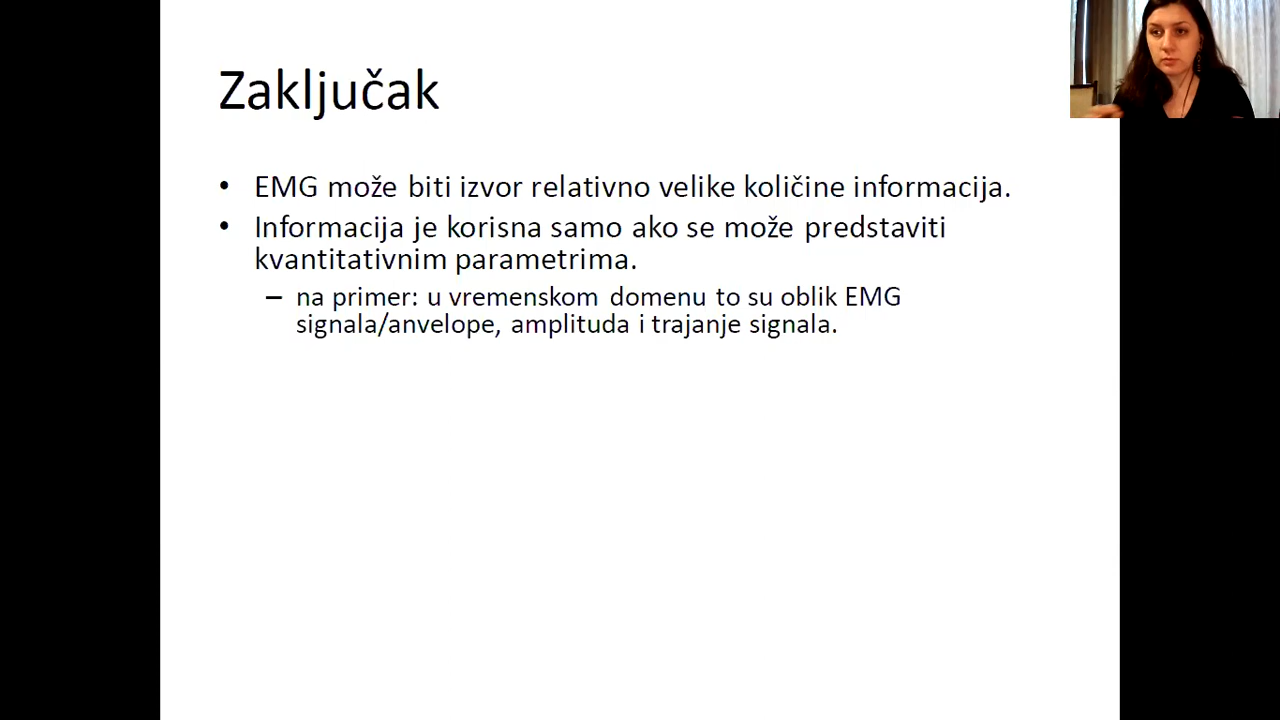 Zaključak
• EMG može biti izvor relativno velike količine informacija.
• Informacija je korisna samo ako se može predstaviti
kvantitativnim parametrima.
– na primer: u vremenskom domenu to su oblik EMG
signala/anvelope, amplituda i trajanje signala.